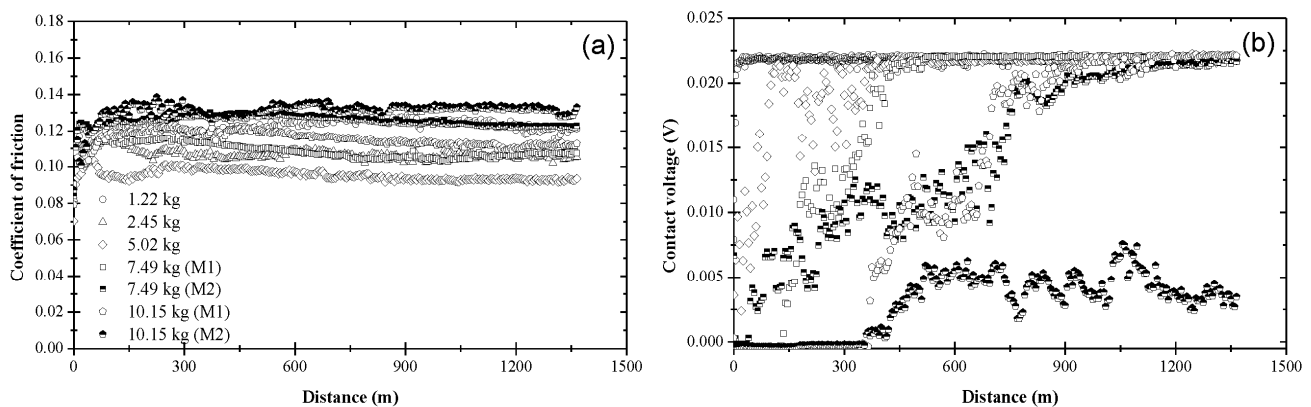 (a)
Coefficient of friction
0.18
0.16
0.14
0.12
0.10
0.08
0.06
0.04
0.02
0.00
1.22 kg
2.45 kg
5.02 kg
7.49 kg (M1)
7.49 kg (M2)
10.15 kg (M1)
10.15 kg (M2)
0 300 600 900 1200 1500
Distance (m)
(b)
Contact voltage (V)
0.025
0.020
0.015
0.010
0.005
0.000
0 300 600 900 1200 1500
Distance (m)